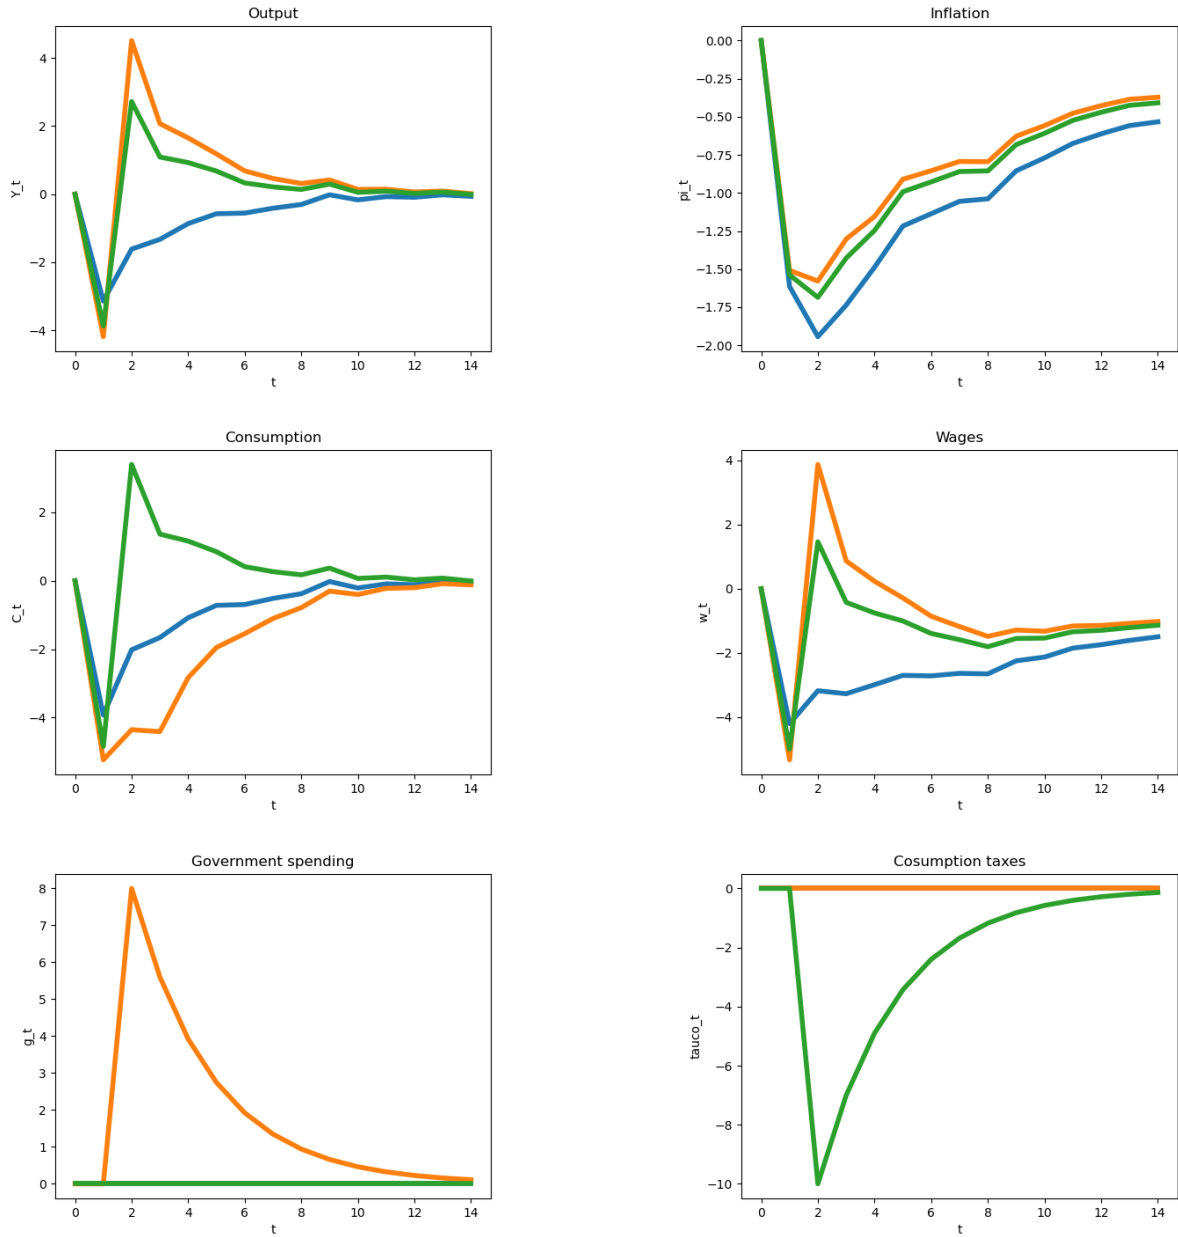 Output
4
2
0
−2
−4
Y_t
0 2 4 6 8 10 12 14
t
Inflation
0.00
−0.25
−0.50
−0.75
−1.00
−1.25
−1.50
−1.75
−2.00
pi_t
0 2 4 6 8 10 12 14
t
Consumption
2
0
−2
−4
C_t
0 2 4 6 8 10 12 14
t
Wages
4
2
0
−2
−4
w_t
0 2 4 6 8 10 12 14
t
Government spending
8
7
6
5
4
3
2
1
0
g_t
0 2 4 6 8 10 12 14
t
Cosumption taxes
0
−2
−4
−6
−8
−10
tauco_t
0 2 4 6 8 10 12 14
t